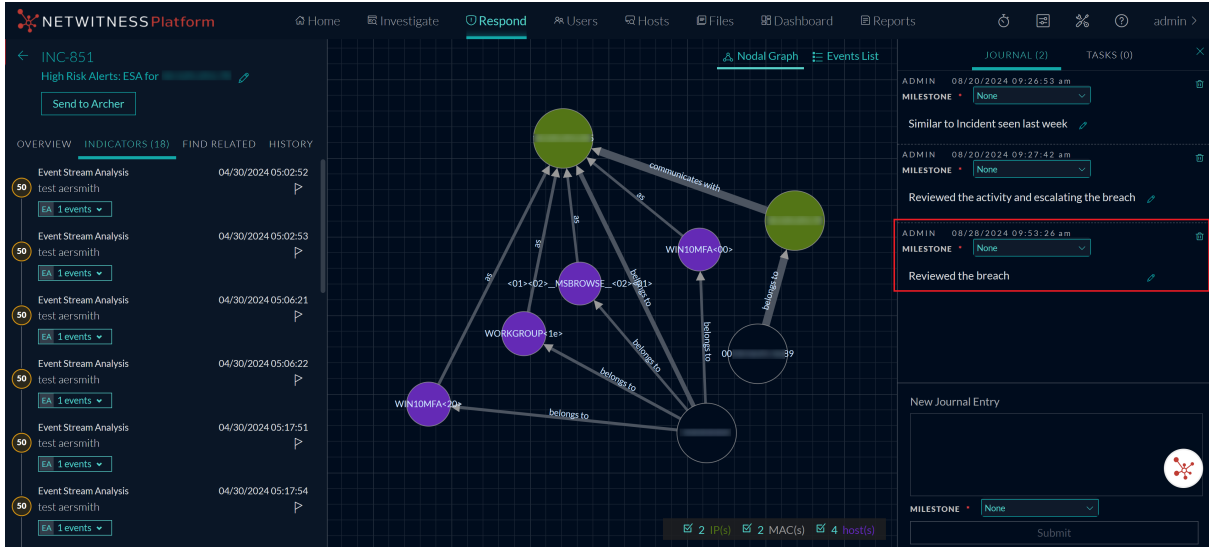 NETWITNESS Platform
Home
Investigate
Respond
Users
Hosts
Files
Dashboard
Reports
admin >
INC-851
High Risk Alerts: ESA for
Send to Archer
OVERVIEW
INDICATORS (18)
FIND RELATED
HISTORY
Event Stream Analysis 04/30/2024 05:02:52
50 test aersmith
EA 1 events
Event Stream Analysis 04/30/2024 05:02:53
50 test aersmith
EA 1 events
Event Stream Analysis 04/30/2024 05:06:21
50 test aersmith
EA 1 events
Event Stream Analysis 04/30/2024 05:06:22
50 test aersmith
EA 1 events
Event Stream Analysis 04/30/2024 05:17:51
50 test aersmith
EA 1 events
Event Stream Analysis 04/30/2024 05:17:54
50 test aersmith
EA 1 events
Nodal Graph
Events List
communicates with
as
as
as
as
WIN10MFA<00>
<01><02>_MSBROWSE_<02><01>
belongs to
belongs to
WORKGROUP<1e>
belongs to
belongs to
00 39
belongs to
WIN10MFA<20>
belongs to
2 IP(s)
2 MAC(s)
4 host(s)
JOURNAL (2)
TASKS (0)
ADMIN 08/20/2024 09:26:53 am
MILESTONE * None
Similar to Incident seen last week
ADMIN 08/20/2024 09:27:42 am
MILESTONE * None
Reviewed the activity and escalating the breach
ADMIN 08/28/2024 09:53:26 am
MILESTONE * None
Reviewed the breach
New Journal Entry
MILESTONE * None
Submit